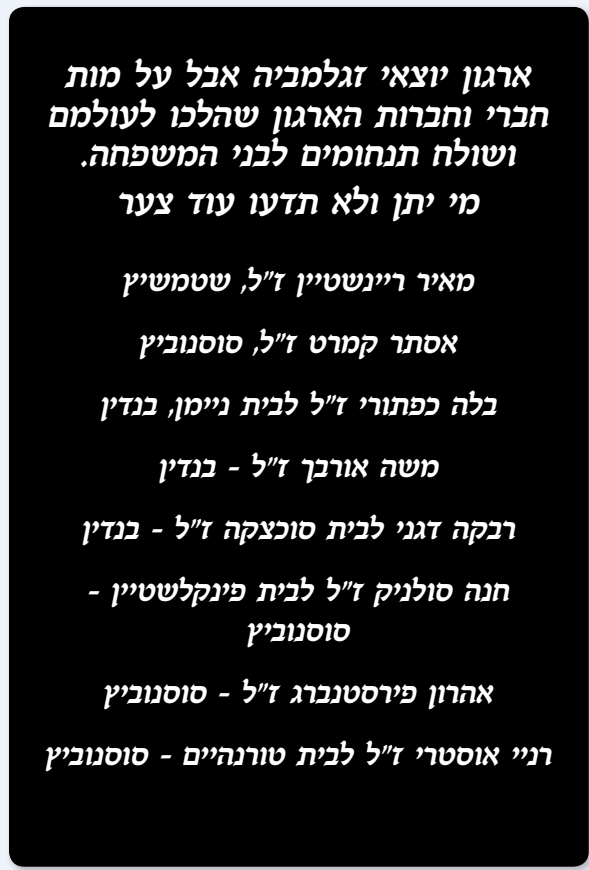 ארגון יוצאי זגלמביה אבל על מות
חברי וחברות הארגון שהלכו לעולמם
ושולח תנחומים לבני המשפחה.
מי יתן ולא תדעו עוד צער
מאיר ריינשטיין ז"ל, שטמשיץ
אסתר קמרט ז"ל, סוסנוביץ
בלה כפתורי ז"ל לבית ניימן, בנדין
משה אורבך ז"ל - בנדין
רבקה דגני לבית סוכצקה ז"ל - בנדין
חנה סולניק ז"ל לבית פינקלשטיין -
סוסנוביץ
אהרון פירסטנברג ז"ל - סוסנוביץ
רניי אוסטרי ז"ל לבית טורנהיים - סוסנוביץ